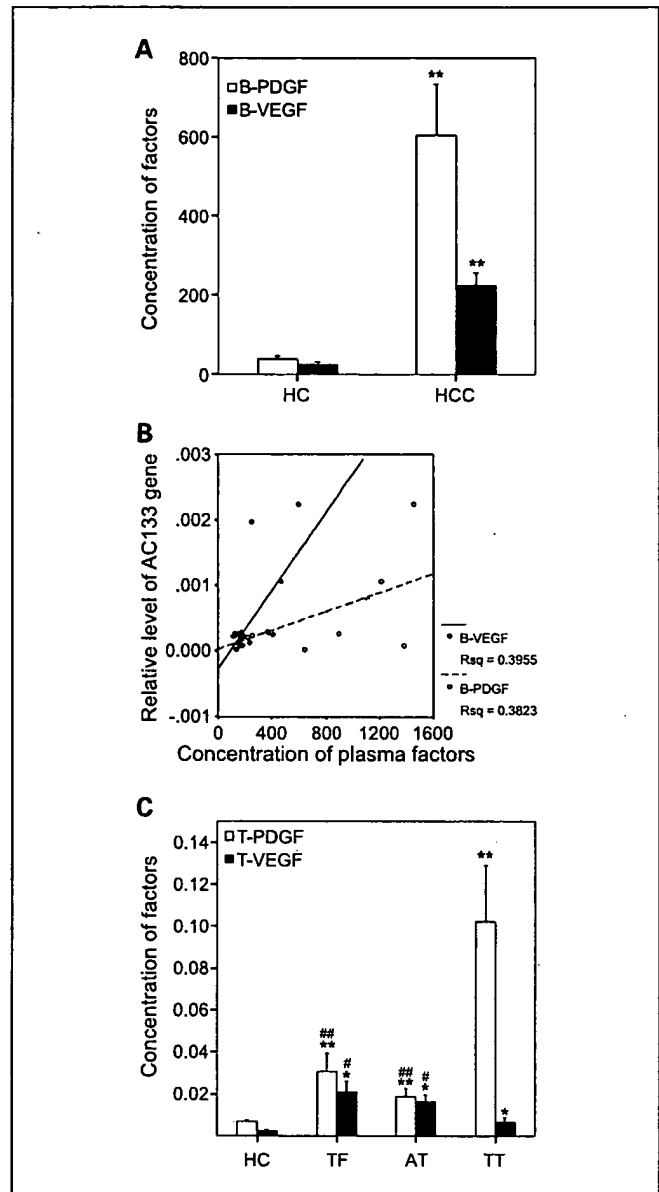 A
800
600
400
200
0
Concentration of factors
B-PDGF
B-VEGF
**
**
HC HCC
B
.003
.002
.001
0.000
-.001
Relative level of AC133 gene
0 400 800 1200 1600
Concentration of plasma factors
B-VEGF
Rsq = 0.3955
B-PDGF
Rsq = 0.3823
C
0.14
0.12
0.10
0.08
0.06
0.04
0.02
Concentration of factors
T-PDGF
T-VEGF
**
##
**
#
*
##
**
#
*
*
HC TF AT TT